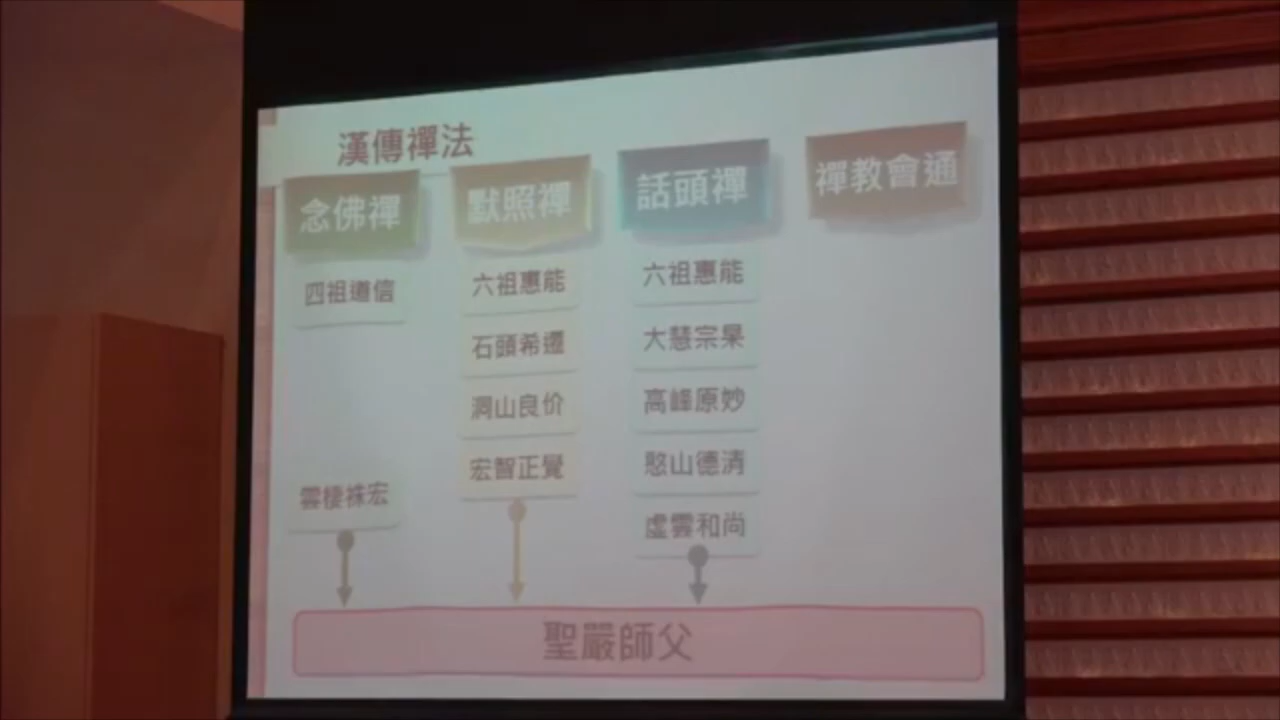 漢傳禪法
念佛禪
默照禪
話頭禪
禪教會通
四祖道信
雲棲袾宏
六祖惠能
石頭希遷
洞山良价
宏智正覺
六祖惠能
大慧宗杲
高峰原妙
憨山德清
虛雲和尚
聖嚴師父